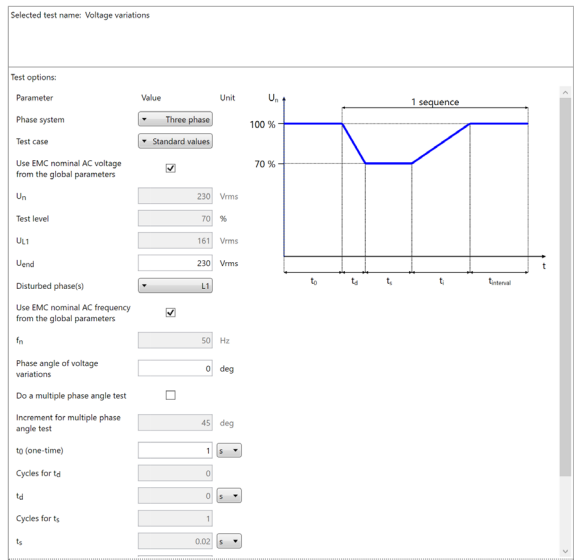 Selected test name: Voltage variations
Test options:
Parameter Value Unit
Phase system Three phase
Test case Standard values
Use EMC nominal AC voltage
from the global parameters
Un 230 Vrms
Test level 70 %
UL1 161 Vrms
Uend 230 Vrms
Disturbed phase(s) L1
Use EMC nominal AC frequency
from the global parameters
fn 50 Hz
Phase angle of voltage
variations 0 deg
Do a multiple phase angle test
Increment for multiple phase
angle test 45 deg
t0 (one-time) 1 s
Cycles for td 0
td 0 s
Cycles for ts 1
ts 0.02 s
Un
1 sequence
100 %
70 %
t
t0 td ts ti tinterval